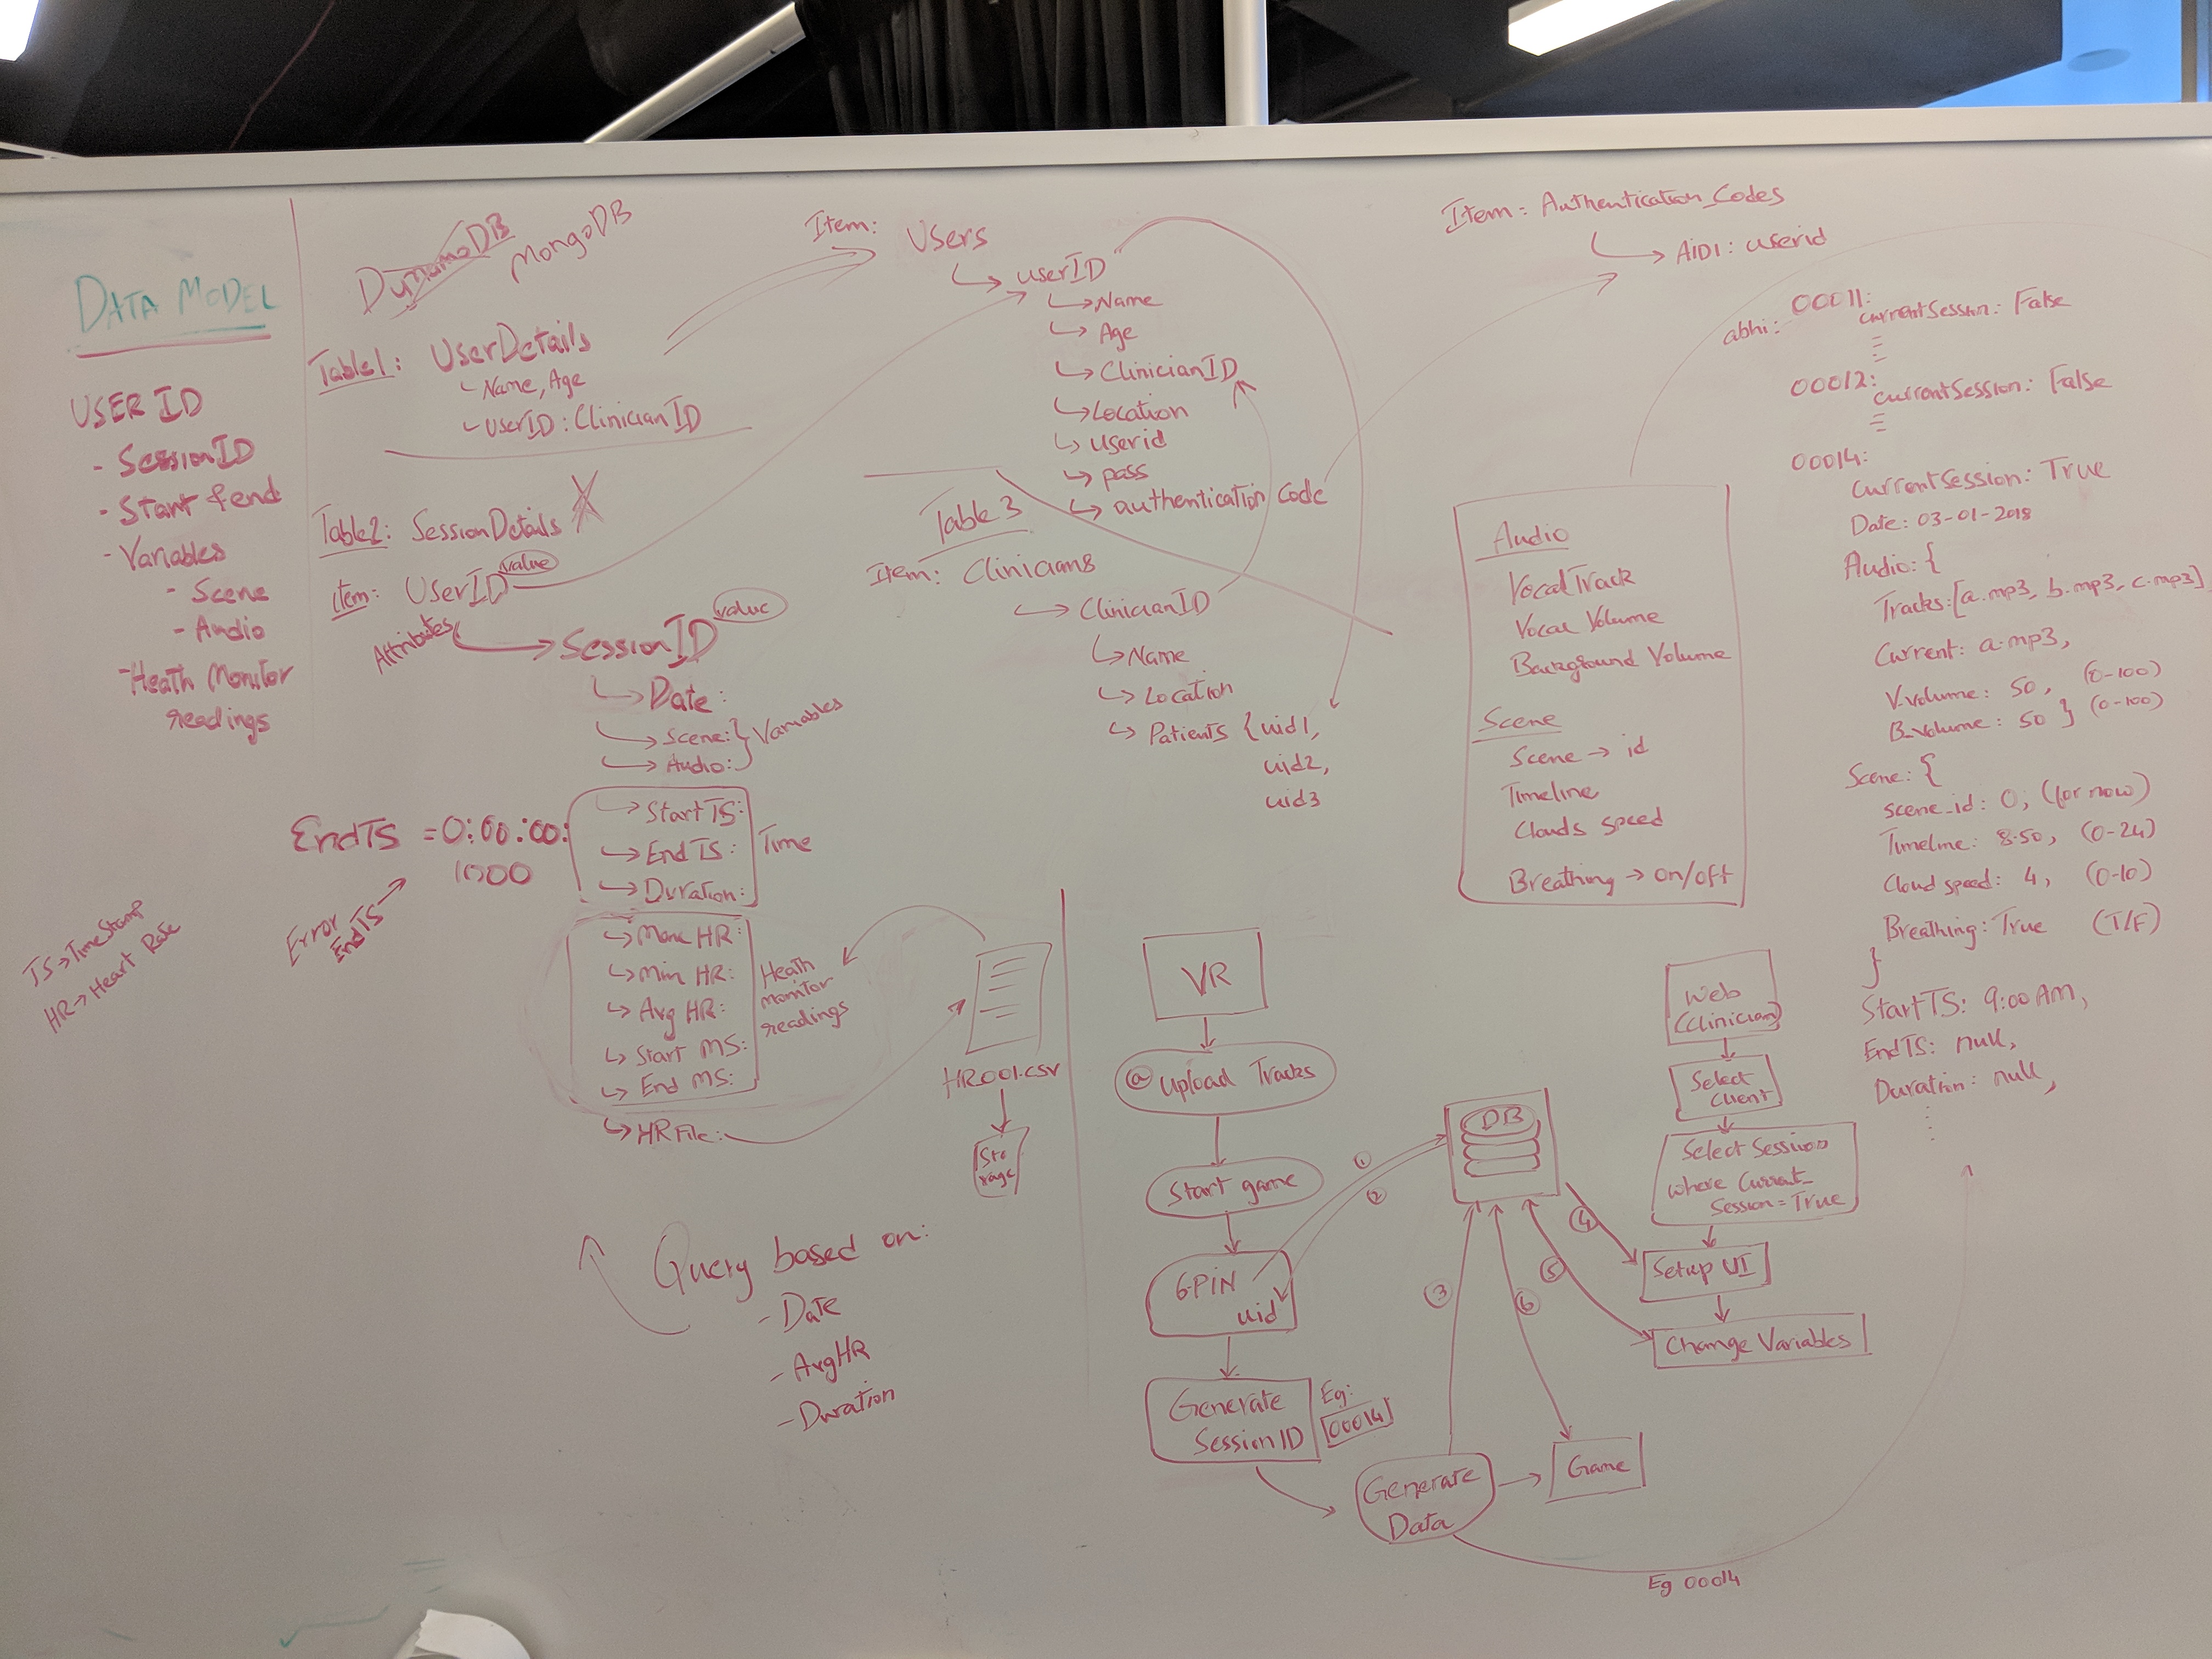 DATA MODEL
USER ID
- SessionID
- Start & end
- Variables
- Scene
- Audio
- Heath Monitor
readings
TS→TimeStamp
HR→Heart Rate
DynamoDB
MongoDB
Table1: UserDetails
Name, Age
UserID: ClinicianID
Table2: SessionDetails X
item: UserID value
Attributes
SessionID value
Date:
Scene:
Audio:
Variables
StartTS:
EndTS:
Duration:
Time
EndTS = 0:00:00:
1000
Error
EndTS
Max HR:
Min HR:
Avg HR:
Start MS:
End MS:
Heath
monitor
readings
HRFile:
HR001.csv
Sto
rage
Query based on:
- Date
- AvgHR
- Duration
Item: Users
userID
Name
Age
ClinicianID
Location
userid
pass
authentication code
Table 3
Item: Clinicians
ClinicianID
Name
Location
Patients {uid1,
uid2,
uid3
Item: Authentication_Codes
AID1: userid
Audio
Vocal Track
Vocal Volume
Background Volume
Scene
Scene → id
Timeline
Clouds speed
Breathing → on/off
abhi:
00011:
currentSession: False
00012:
currentSession: False
00014:
currentSession: True
Date: 03-01-2018
Audio: {
Tracks:[a.mp3, b.mp3, c.mp3]
Current: a.mp3,
V.volume: 50, (0-100)
B_volume: 50 } (0-100)
Scene: {
scene_id: 0, (for now)
Timeline: 8.50, (0-24)
Cloud speed: 4, (0-10)
Breathing: True (T/F)
}
StartTS: 9:00 AM,
EndTS: null,
Duration: null,
VR
@ Upload Tracks
Start game
6-PIN
uid
Generate
SessionID
Eg:
00014
Generate
Data
Game
DB
1
2
3
4
5
6
Web
(Clinician)
Select
Client
Select Session
where Current_
Session = True
Setup UI
Change Variables
Eg 00014